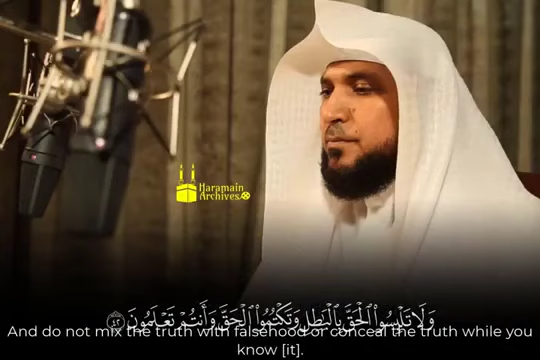 Haramain
Archives
وَلَا تَلْبِسُوا۟ ٱلْحَقَّ بِٱلْبَـٰطِلِ وَتَكْتُمُوا۟ ٱلْحَقَّ وَأَنتُمْ تَعْلَمُونَ ٤٢
And do not mix the truth with falsehood or conceal the truth while you
know [it].